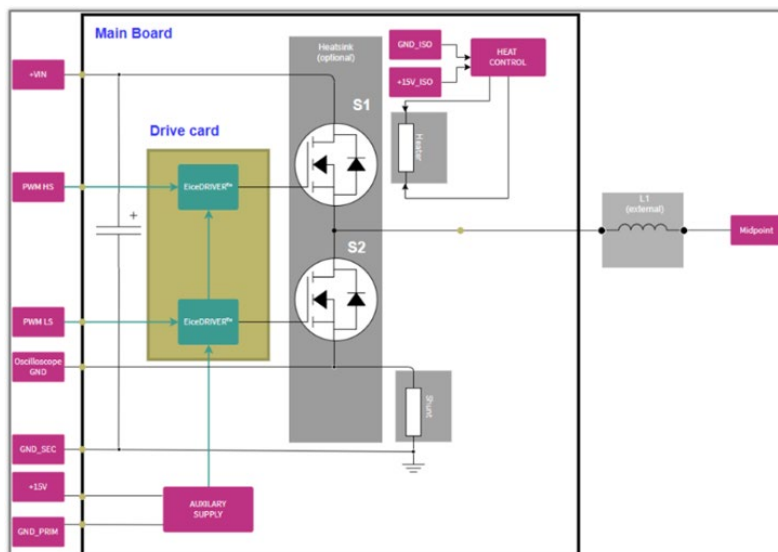 Main Board
Heatsink
(optional)
GND_ISO
HEAT
CONTROL
+VIN
+15V_ISO
S1
Drive card
Heater
PWM HS
EiceDRIVER™
L1
(external)
+
Midpoint
S2
PWM LS
EiceDRIVER™
Oscilloscope
GND
Shunt
GND_SEC
+15V
AUXILARY
SUPPLY
GND_PRIM